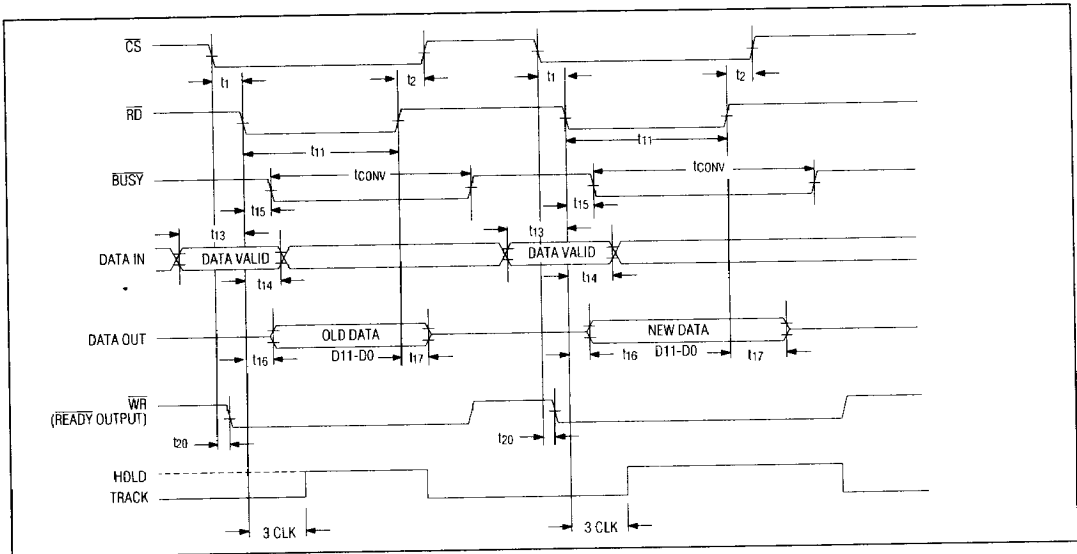 CS
t1 t2 t1 t2
RD
t11 t11
BUSY tCONV tCONV
t15 t15
t13 t13
DATA IN DATA VALID DATA VALID
t14 t14
DATA OUT OLD DATA NEW DATA
t16 D11-D0 t17 t16 D11-D0 t17
WR
(READY OUTPUT)
t20 t20
HOLD
TRACK
3 CLK 3 CLK